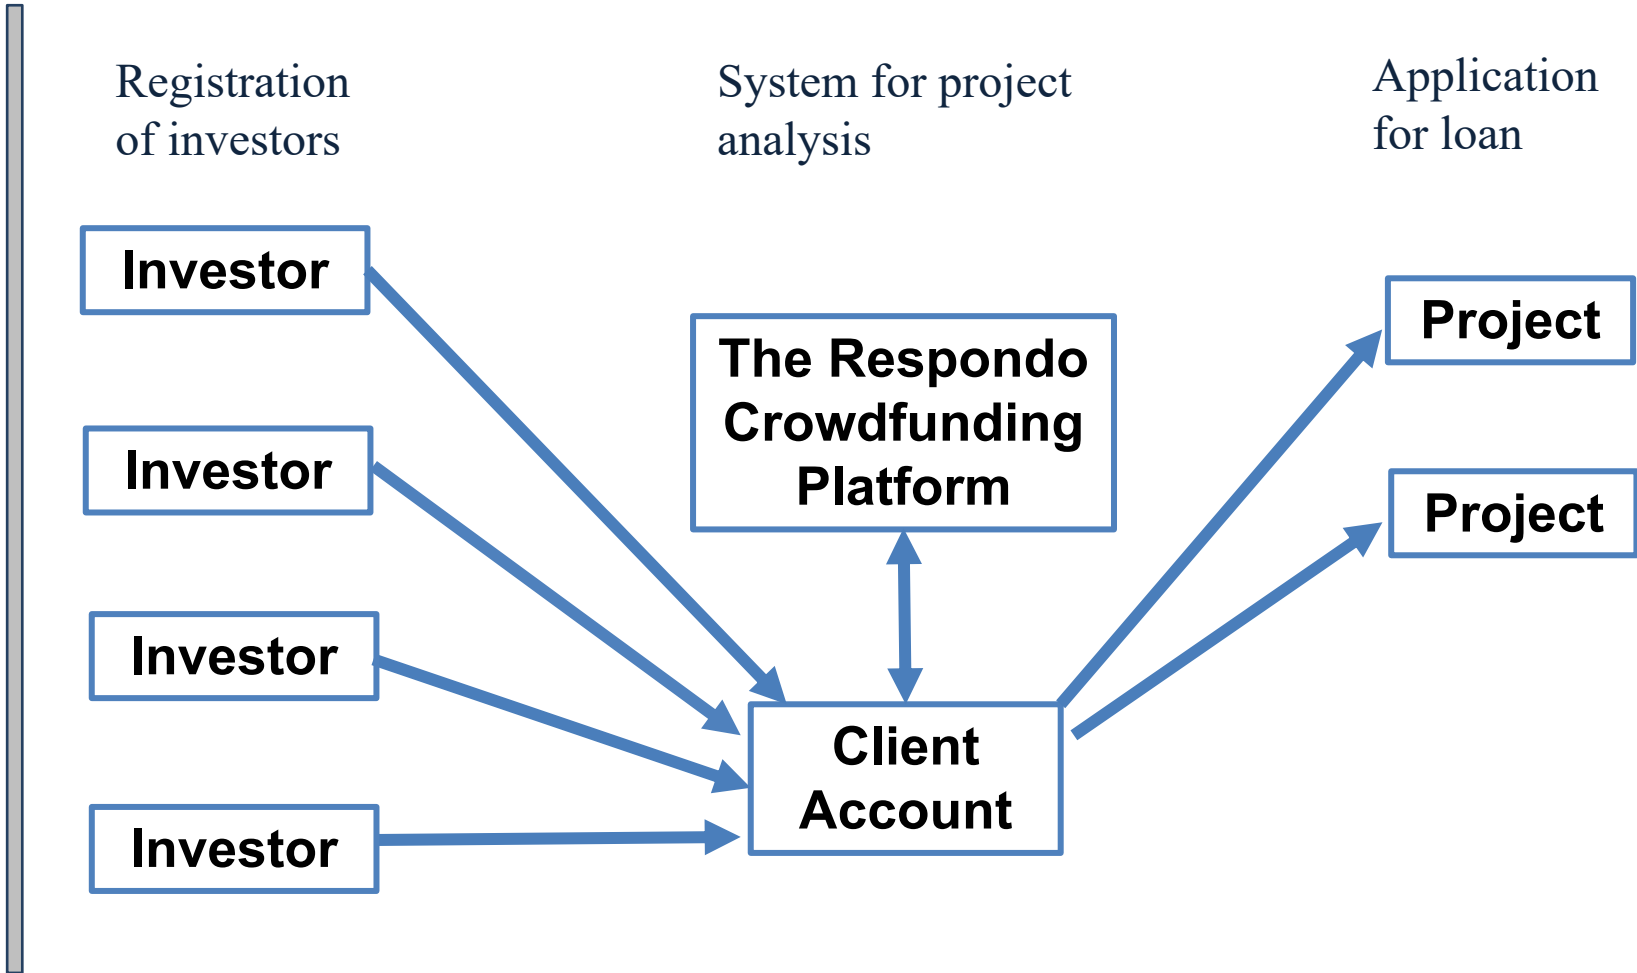 Registration
of investors
System for project
analysis
Application
for loan
Investor
Investor
Investor
Investor
The Respondo
Crowdfunding
Platform
Client
Account
Project
Project